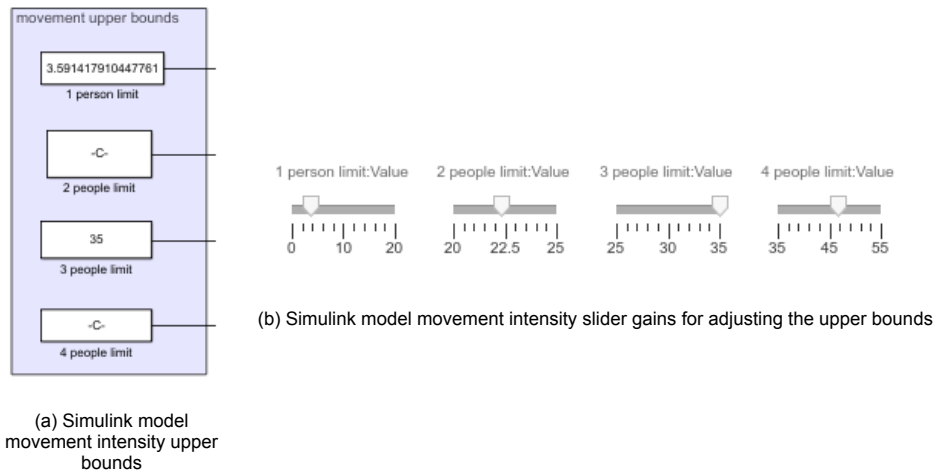 movement upper bounds
3.591417910447761
1 person limit
-C-
2 people limit
35
3 people limit
-C-
4 people limit
(a) Simulink model
movement intensity upper
bounds
1 person limit:Value 2 people limit:Value 3 people limit:Value 4 people limit:Value
0 10 20 20 22.5 25 25 30 35 35 45 55
(b) Simulink model movement intensity slider gains for adjusting the upper bounds